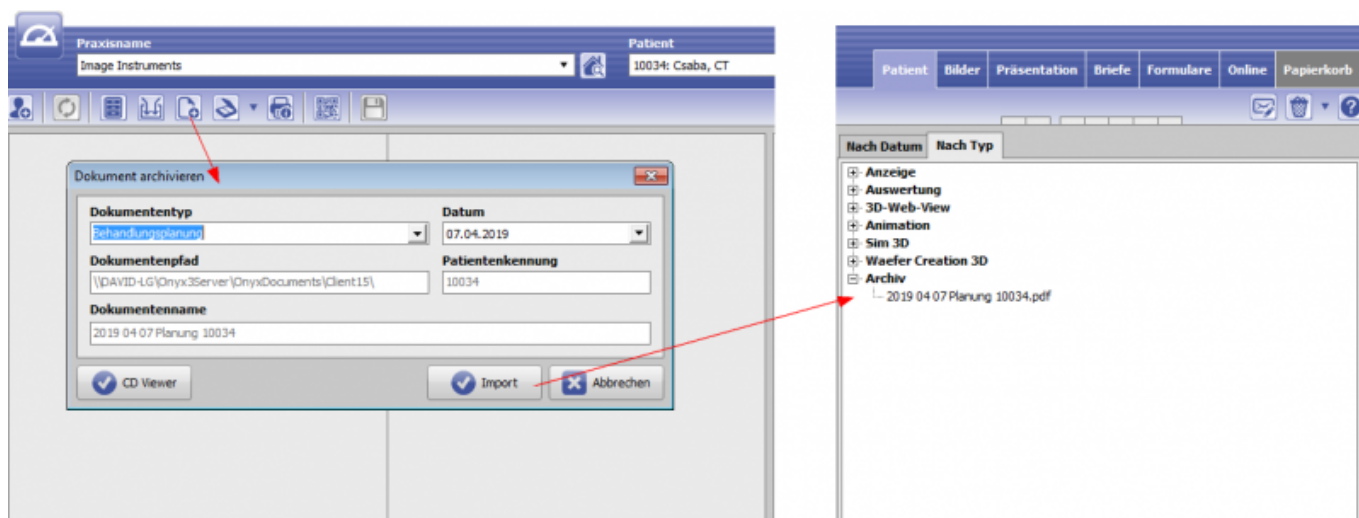 Praxisname
Patient
Image Instruments
10034: Csaba, CT
Dokument archivieren
Dokumententyp
Datum
Behandlungsplanung
07.04.2019
Dokumentenpfad
Patientenkennung
\\DAVID-LG\Onyx3Server\OnyxDocuments\Client15\
10034
Dokumentenname
2019 04 07 Planung 10034
CD Viewer
Import
Abbrechen
Patient
Bilder
Präsentation
Briefe
Formulare
Online
Papierkorb
Nach Datum
Nach Typ
Anzeige
Auswertung
3D-Web-View
Animation
Sim 3D
Waefer Creation 3D
Archiv
2019 04 07 Planung 10034.pdf